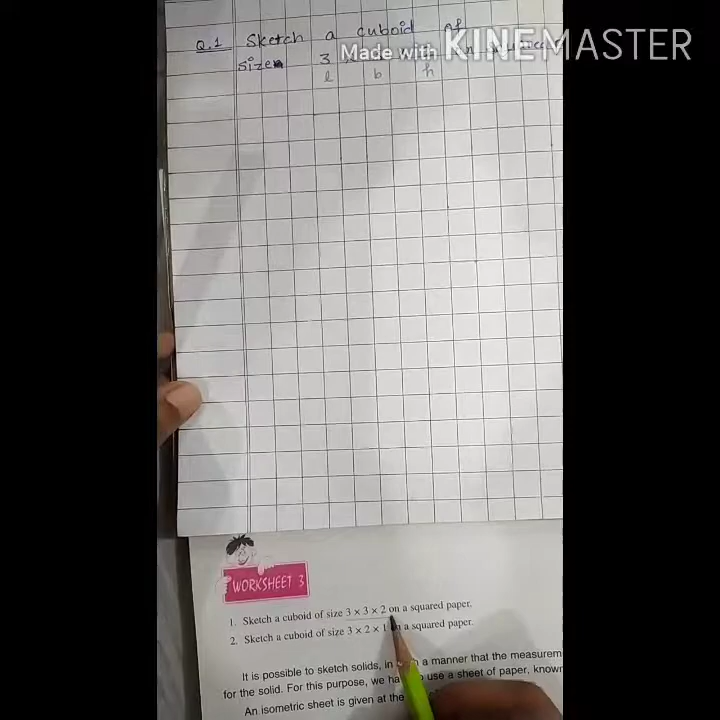 Q.1 Sketch a cuboid of
size 3
Made with KINEMASTER
l b h
WORKSHEET 3
1. Sketch a cuboid of size 3 × 3 × 2 on a squared paper.
2. Sketch a cuboid of size 3 × 2 × 1 on a squared paper.
It is possible to sketch solids, in a manner that the measurem
for the solid. For this purpose, we use a sheet of paper, known
An isometric sheet is given at the